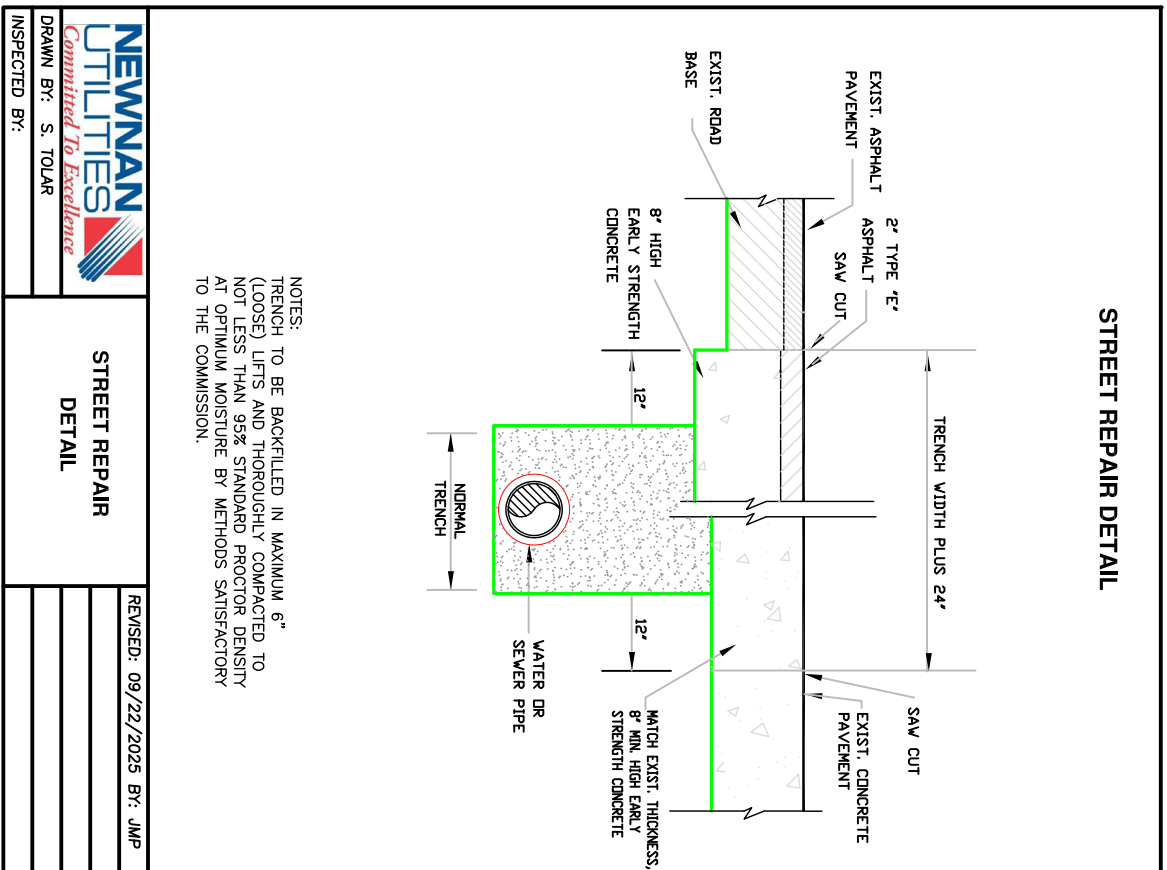 STREET REPAIR DETAIL
TRENCH WIDTH PLUS 24"
SAW CUT
EXIST. CONCRETE
PAVEMENT
EXIST. ASPHALT
PAVEMENT
2" TYPE "E"
ASPHALT
SAW CUT
EXIST. ROAD
BASE
8" HIGH
EARLY STRENGTH
CONCRETE
12"
12"
MATCH EXIST. THICKNESS,
8" MIN. HIGH EARLY
STRENGTH CONCRETE
WATER OR
SEWER PIPE
NORMAL
TRENCH
NOTES:
TRENCH TO BE BACKFILLED IN MAXIMUM 6"
(LOOSE) LIFTS AND THOROUGHLY COMPACTED TO
NOT LESS THAN 95% STANDARD PROCTOR DENSITY
AT OPTIMUM MOISTURE BY METHODS SATISFACTORY
TO THE COMMISSION.
NEWNAN
UTILITIES
Committed To Excellence
DRAWN BY: S. TOLAR
INSPECTED BY:
STREET REPAIR
DETAIL
REVISED: 09/22/2025 BY: JMP